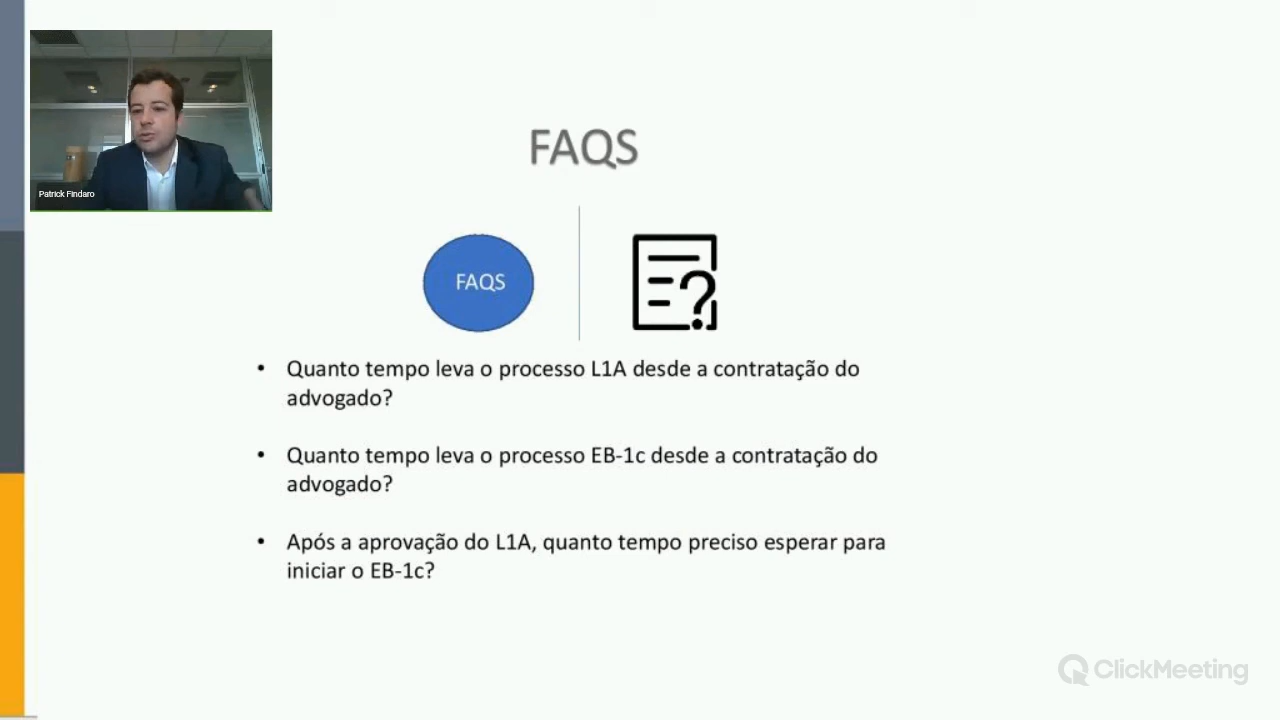 Patrick Findaro
FAQS
FAQS
?
• Quanto tempo leva o processo L1A desde a contratação do
advogado?
• Quanto tempo leva o processo EB-1c desde a contratação do
advogado?
• Após a aprovação do L1A, quanto tempo preciso esperar para
iniciar o EB-1c?
ClickMeeting